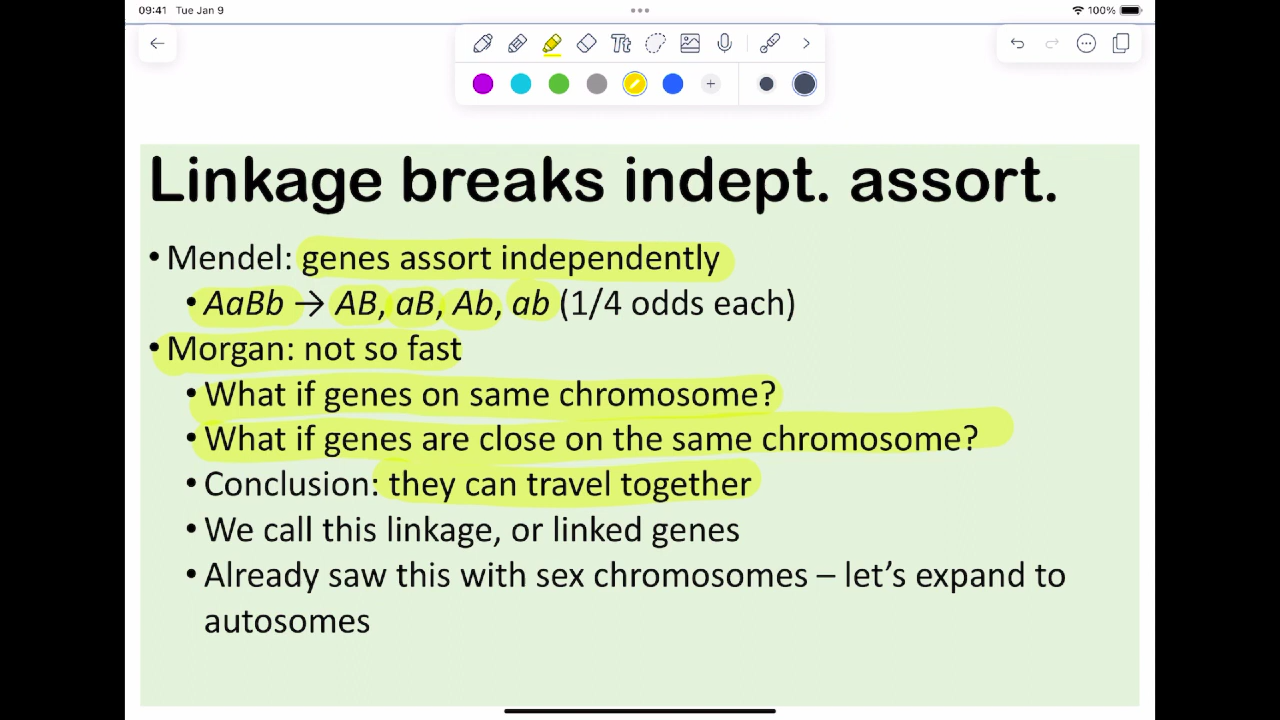 09:41 Tue Jan 9
100%
Tt
Linkage breaks indept. assort.
• Mendel: genes assort independently
• AaBb → AB, aB, Ab, ab (1/4 odds each)
• Morgan: not so fast
• What if genes on same chromosome?
• What if genes are close on the same chromosome?
• Conclusion: they can travel together
• We call this linkage, or linked genes
• Already saw this with sex chromosomes – let’s expand to
autosomes